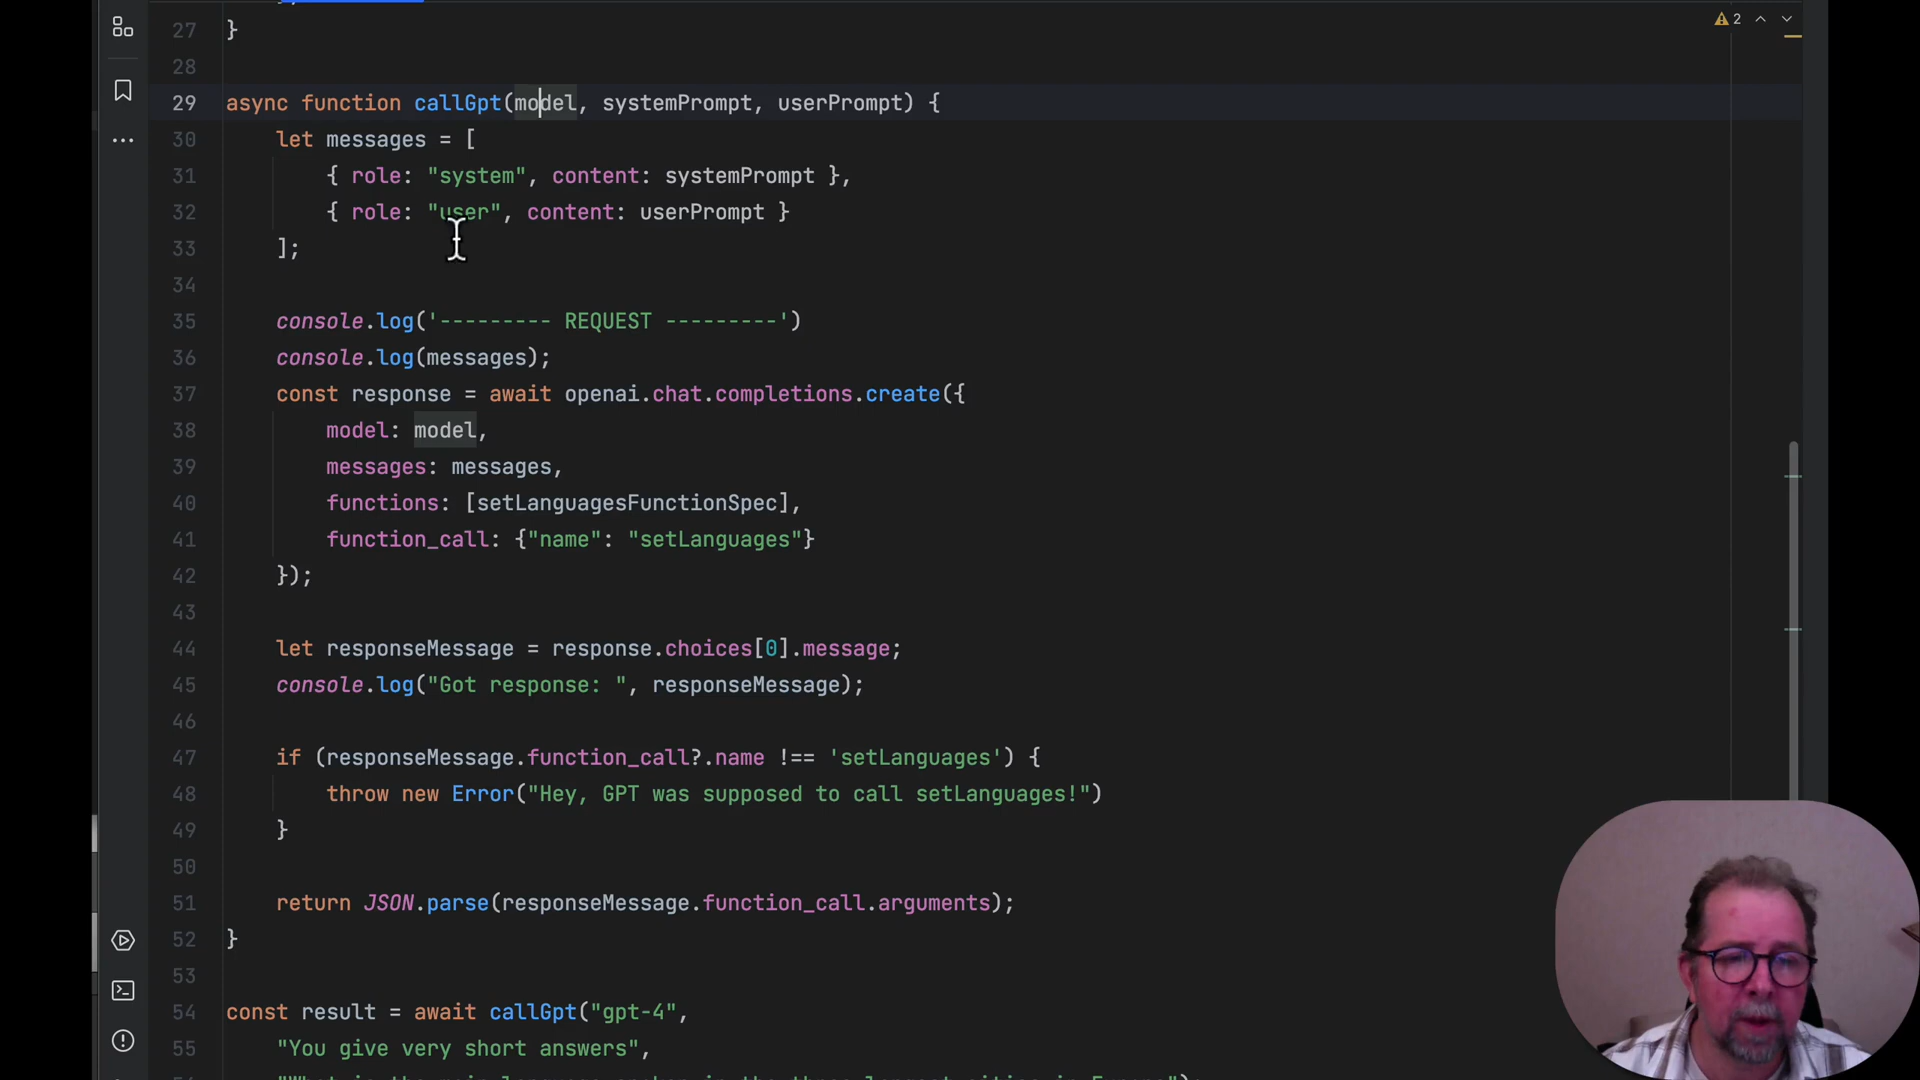 2
27 }
28
29 async function callGpt(model, systemPrompt, userPrompt) {
30 let messages = [
31 { role: "system", content: systemPrompt },
32 { role: "user", content: userPrompt }
33 ];
34
35 console.log('--------- REQUEST ---------')
36 console.log(messages);
37 const response = await openai.chat.completions.create({
38 model: model,
39 messages: messages,
40 functions: [setLanguagesFunctionSpec],
41 function_call: {"name": "setLanguages"}
42 });
43
44 let responseMessage = response.choices[0].message;
45 console.log("Got response: ", responseMessage);
46
47 if (responseMessage.function_call?.name !== 'setLanguages') {
48 throw new Error("Hey, GPT was supposed to call setLanguages!")
49 }
50
51 return JSON.parse(responseMessage.function_call.arguments);
52 }
53
54 const result = await callGpt("gpt-4",
55 "You give very short answers",